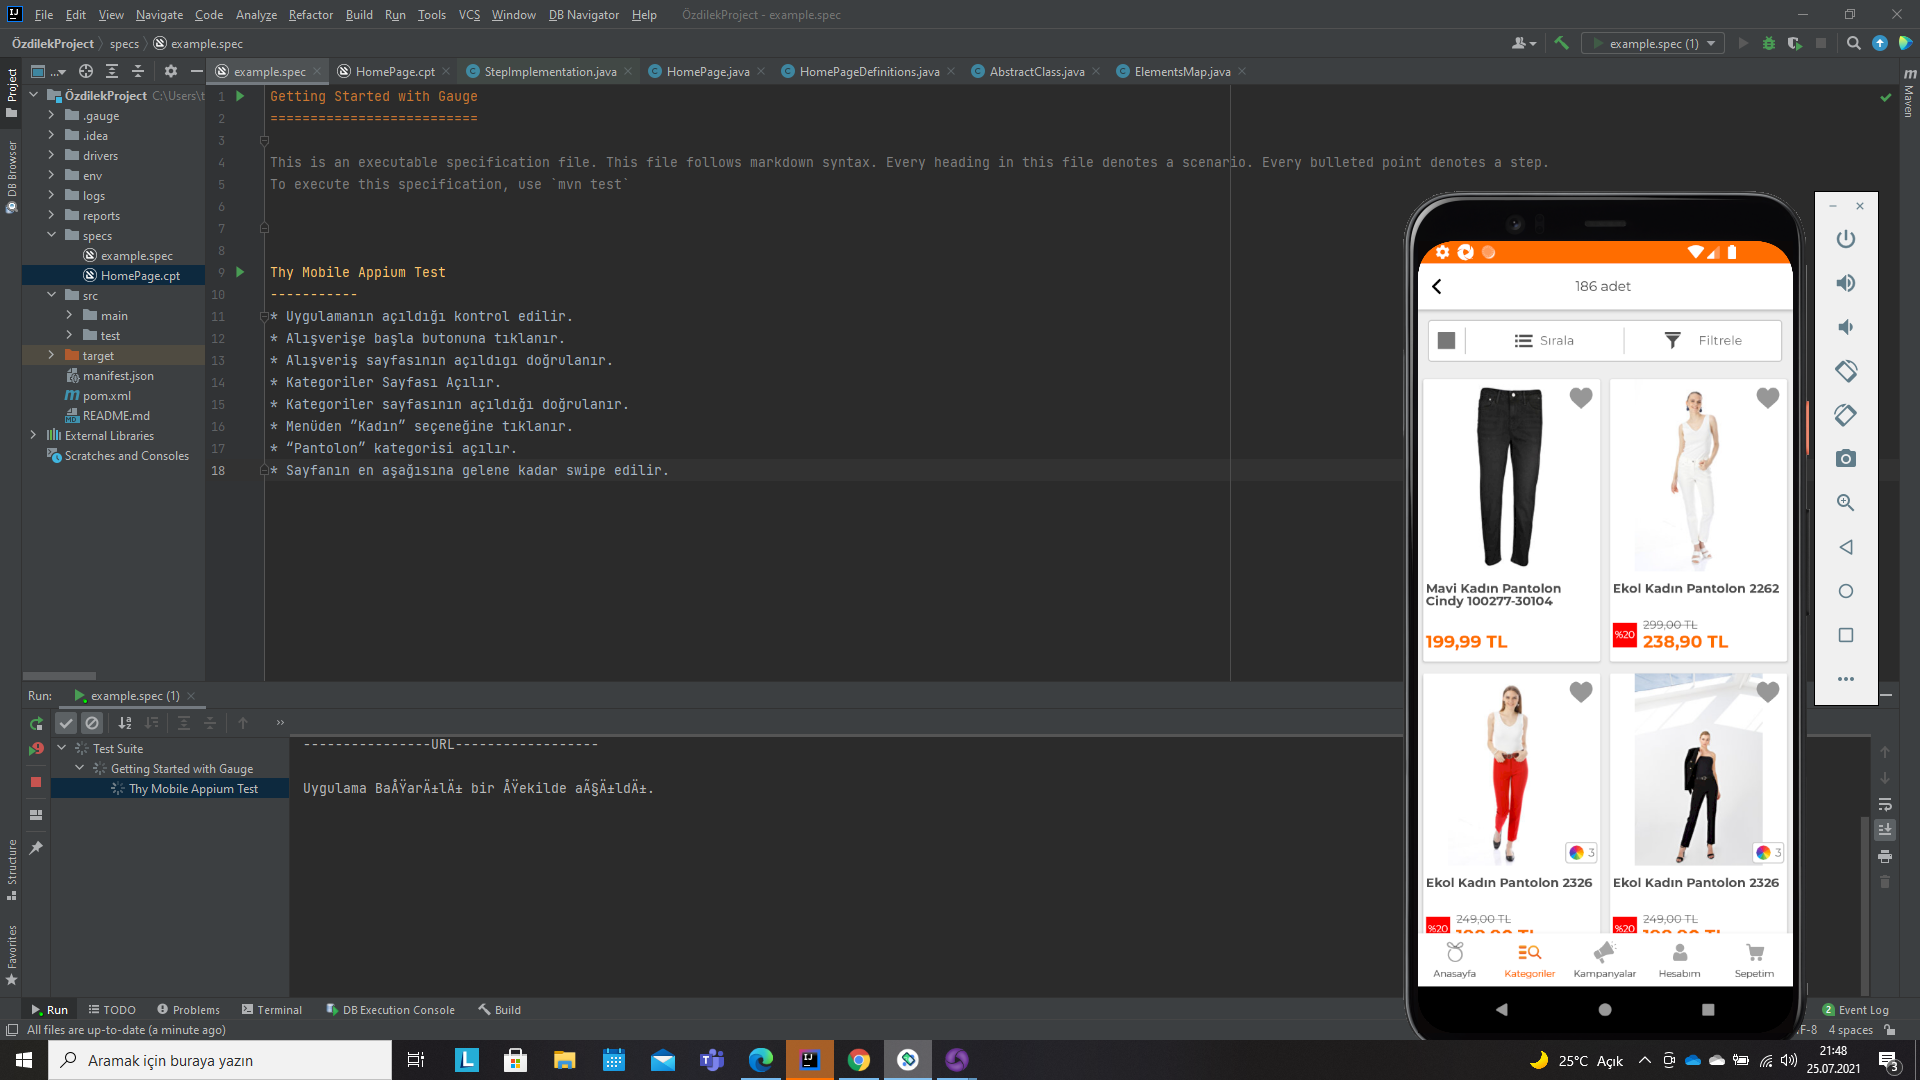 File Edit View Navigate Code Analyze Refactor Build Run Tools VCS Window DB Navigator Help ÖzdilekProject - example.spec
ÖzdilekProject specs example.spec
example.spec (1)
example.spec HomePage.cpt StepImplementation.java HomePage.java HomePageDefinitions.java AbstractClass.java ElementsMap.java
Project
DB Browser
Structure
Favorites
Maven
ÖzdilekProject C:\Users\t
.gauge
.idea
drivers
env
logs
reports
specs
example.spec
HomePage.cpt
src
main
test
target
manifest.json
pom.xml
README.md
External Libraries
Scratches and Consoles
1 Getting Started with Gauge
2 ==========================
3
4 This is an executable specification file. This file follows markdown syntax. Every heading in this file denotes a scenario. Every bulleted point denotes a step.
5 To execute this specification, use `mvn test`
6
7
8
9 Thy Mobile Appium Test
10 -----------
11 * Uygulamanın açıldığı kontrol edilir.
12 * Alışverişe başla butonuna tıklanır.
13 * Alışveriş sayfasının açıldıgı doğrulanır.
14 * Kategoriler Sayfası Açılır.
15 * Kategoriler sayfasının açıldığı doğrulanır.
16 * Menüden ”Kadın” seçeneğine tıklanır.
17 * “Pantolon” kategorisi açılır.
18 * Sayfanın en aşağısına gelene kadar swipe edilir.
186 adet
Sırala Filtrele
Mavi Kadın Pantolon
Cindy 100277-30104
199,99 TL
Ekol Kadın Pantolon 2262
%20 299,00 TL
238,90 TL
3
Ekol Kadın Pantolon 2326
%20 249,00 TL
3
Ekol Kadın Pantolon 2326
%20 249,00 TL
Anasayfa Kategoriler Kampanyalar Hesabım Sepetim
Run: example.spec (1)
Test Suite
Getting Started with Gauge
Thy Mobile Appium Test
----------------URL------------------
Uygulama BaÅŸarÄ±lÄ± bir ÅŸekilde aÃ§Ä±ldÄ±.
Run TODO Problems Terminal DB Execution Console Build 2 Event Log
All files are up-to-date (a minute ago) TF-8 4 spaces
Aramak için buraya yazın
25°C Açık
21:48
25.07.2021
3